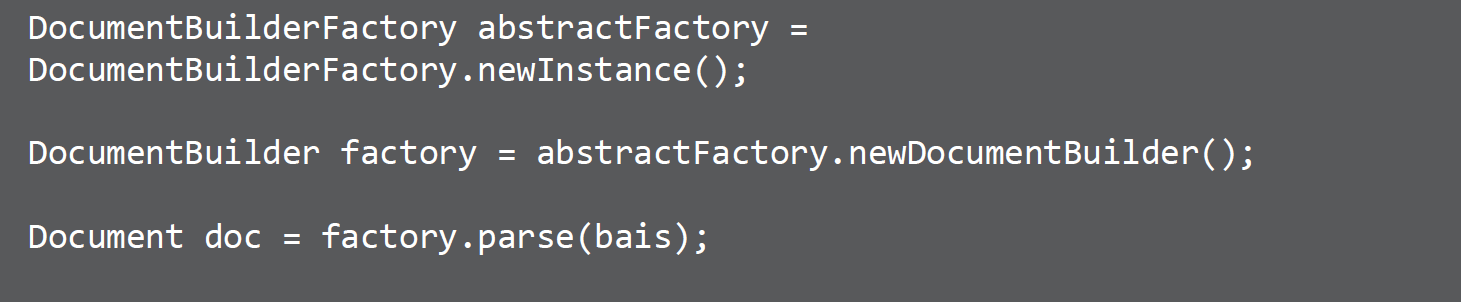 DocumentBuilderFactory abstractFactory =
DocumentBuilderFactory.newInstance();
DocumentBuilder factory = abstractFactory.newDocumentBuilder();
Document doc = factory.parse(bais);